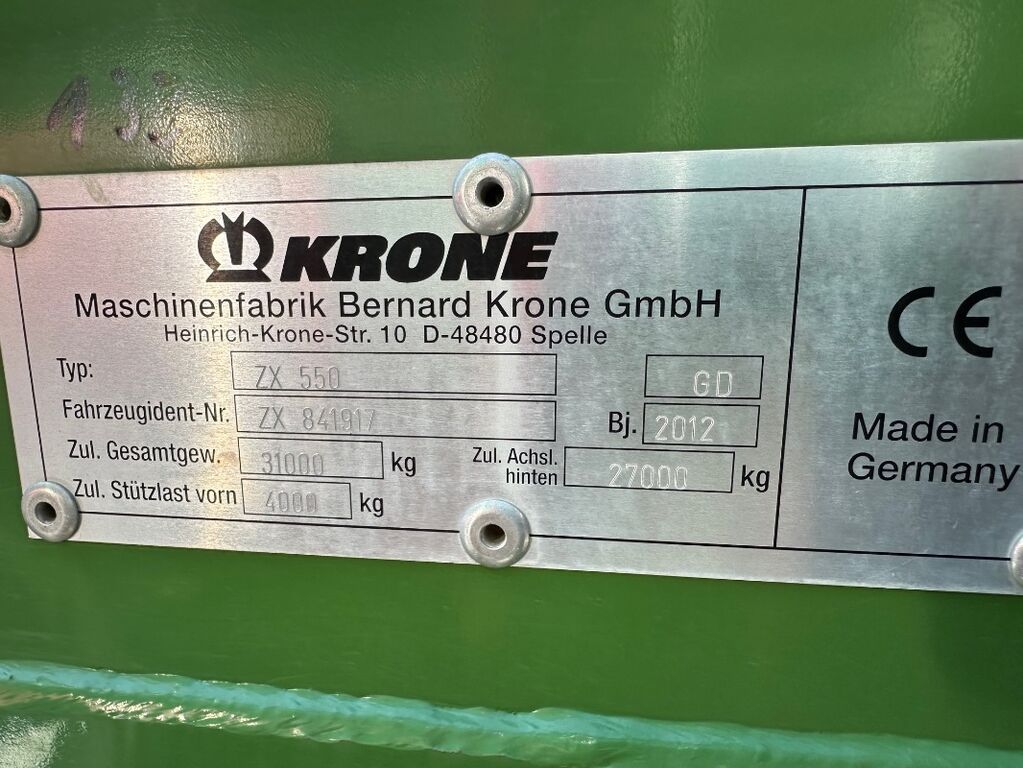 133
KRONE
Maschinenfabrik Bernard Krone GmbH
Heinrich-Krone-Str. 10 D-48480 Spelle
Typ: ZX 550 GD
Fahrzeugident-Nr. ZX 841917 Bj. 2012
Zul. Gesamtgew. 31000 kg Zul. Achsl. hinten 27000 kg
Zul. Stützlast vorn 4000 kg
CE
Made in
Germany